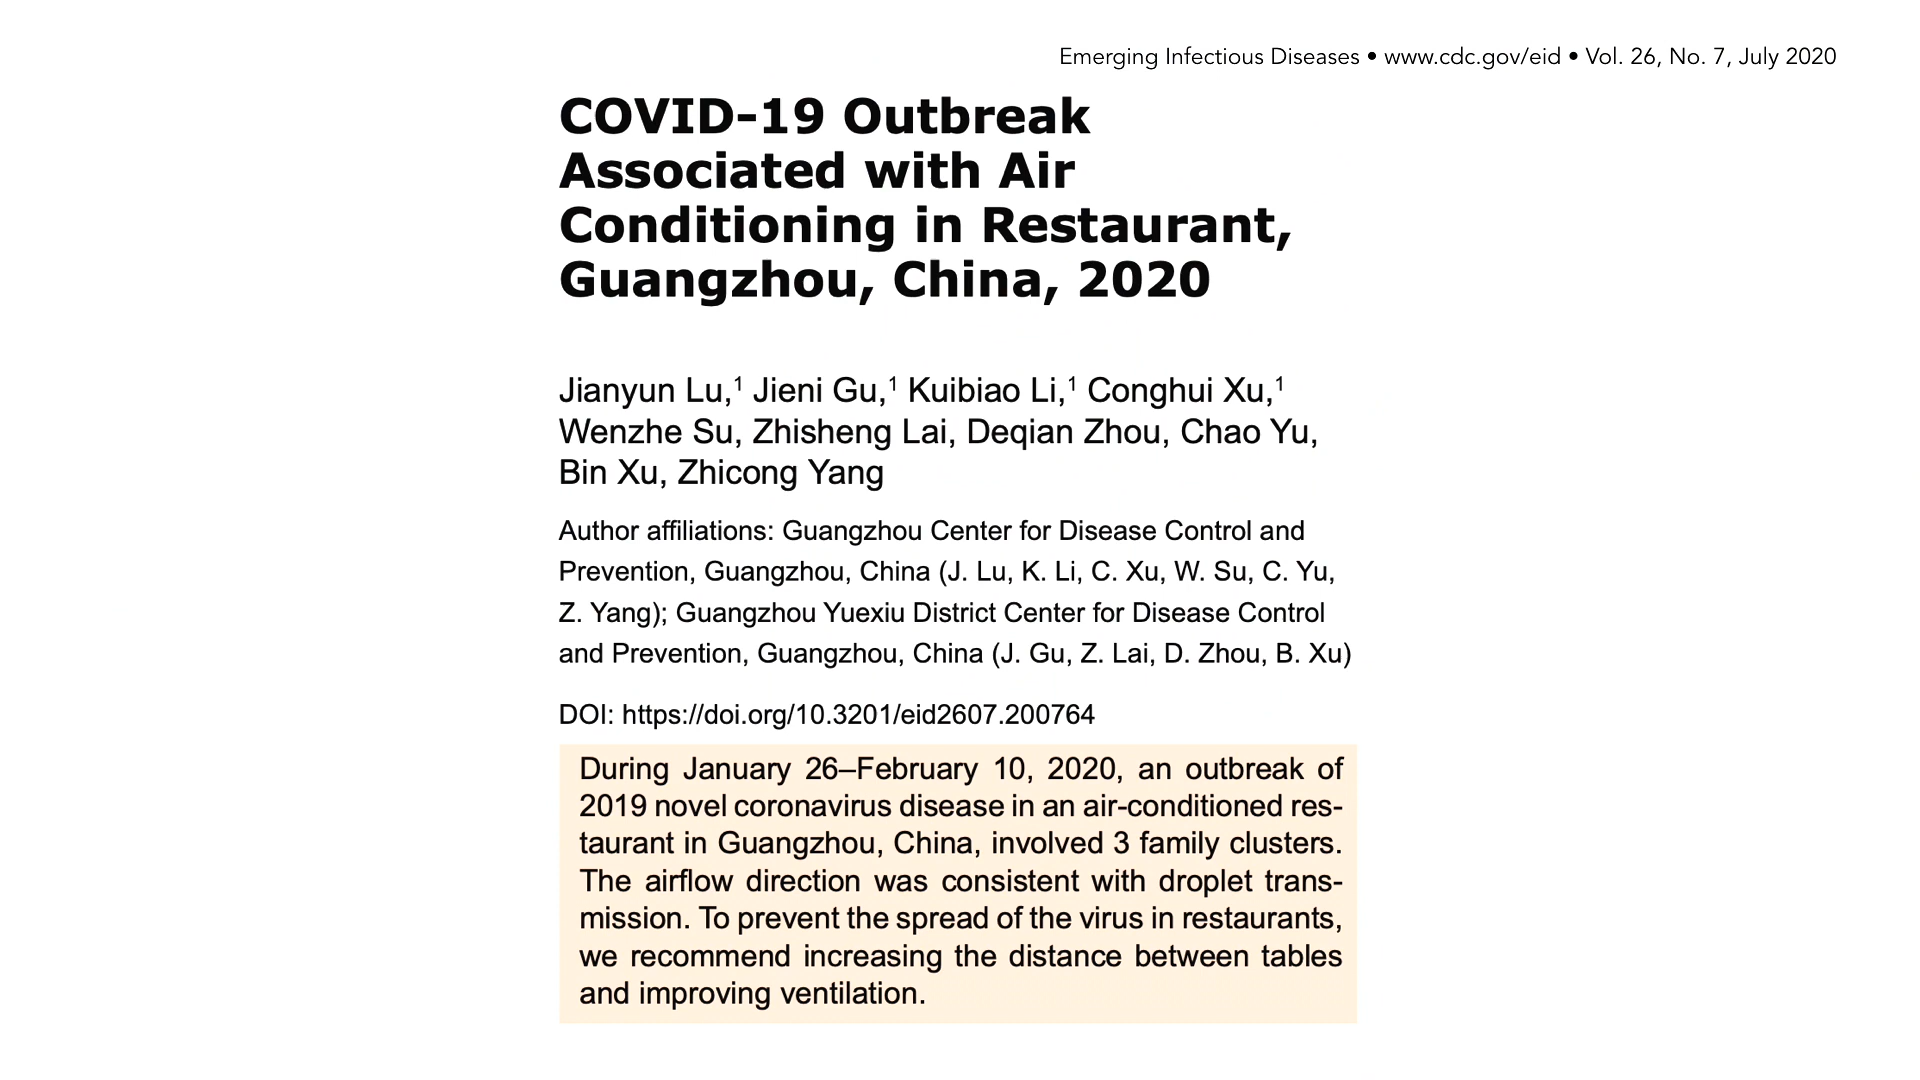 Emerging Infectious Diseases • www.cdc.gov/eid • Vol. 26, No. 7, July 2020
COVID-19 Outbreak
Associated with Air
Conditioning in Restaurant,
Guangzhou, China, 2020
Jianyun Lu,¹ Jieni Gu,¹ Kuibiao Li,¹ Conghui Xu,¹
Wenzhe Su, Zhisheng Lai, Deqian Zhou, Chao Yu,
Bin Xu, Zhicong Yang
Author affiliations: Guangzhou Center for Disease Control and
Prevention, Guangzhou, China (J. Lu, K. Li, C. Xu, W. Su, C. Yu,
Z. Yang); Guangzhou Yuexiu District Center for Disease Control
and Prevention, Guangzhou, China (J. Gu, Z. Lai, D. Zhou, B. Xu)
DOI: https://doi.org/10.3201/eid2607.200764
During January 26–February 10, 2020, an outbreak of
2019 novel coronavirus disease in an air-conditioned res-
taurant in Guangzhou, China, involved 3 family clusters.
The airflow direction was consistent with droplet trans-
mission. To prevent the spread of the virus in restaurants,
we recommend increasing the distance between tables
and improving ventilation.